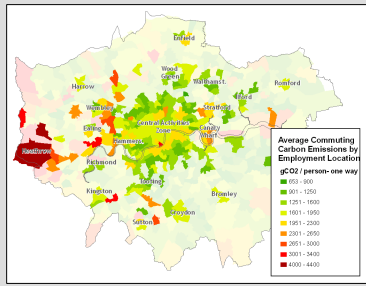 Enfield
Wood
Green
Walthamst.
Harrow
Romford
Ilford
Wembley
Stratford
Ealing
Central Activities
Zone
Canary
Wharf
Hammers.
Heathrow
Richmond
Tooting
Kingston
Bromley
Croydon
Sutton
Average Commuting
Carbon Emissions by
Employment Location
gCO2 / person- one way
653 - 900
901 - 1250
1251 - 1600
1601 - 1950
1951 - 2300
2301 - 2650
2651 - 3000
3001 - 3400
4000 - 4400